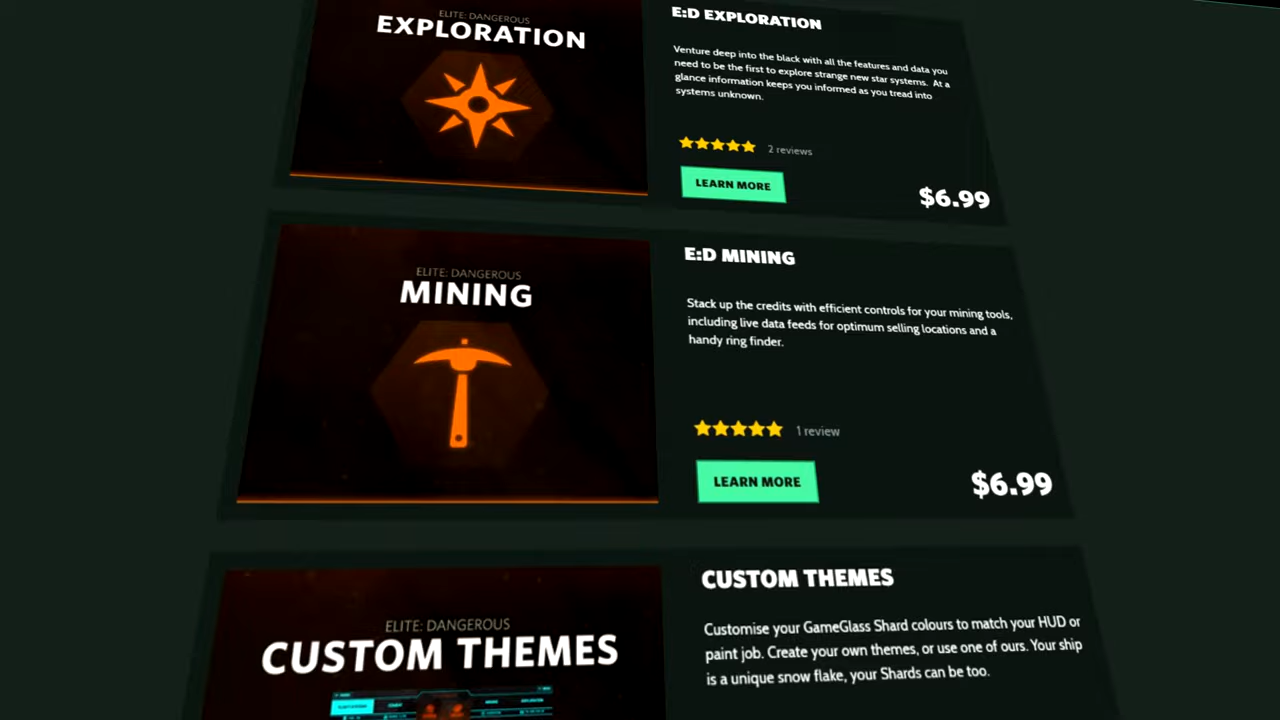 ELITE: DANGEROUS
EXPLORATION
E:D EXPLORATION
Venture deep into the black with all the features and data you
need to be the first to explore strange new star systems. At a
glance information keeps you informed as you tread into
systems unknown.
2 reviews
LEARN MORE
$6.99
ELITE: DANGEROUS
MINING
E:D MINING
Stack up the credits with efficient controls for your mining tools,
including live data feeds for optimum selling locations and a
handy ring finder.
1 review
LEARN MORE
$6.99
ELITE: DANGEROUS
CUSTOM THEMES
CUSTOM THEMES
Customise your GameGlass Shard colours to match your HUD or
paint job. Create your own themes, or use one of ours. Your ship
is a unique snow flake, your Shards can be too.